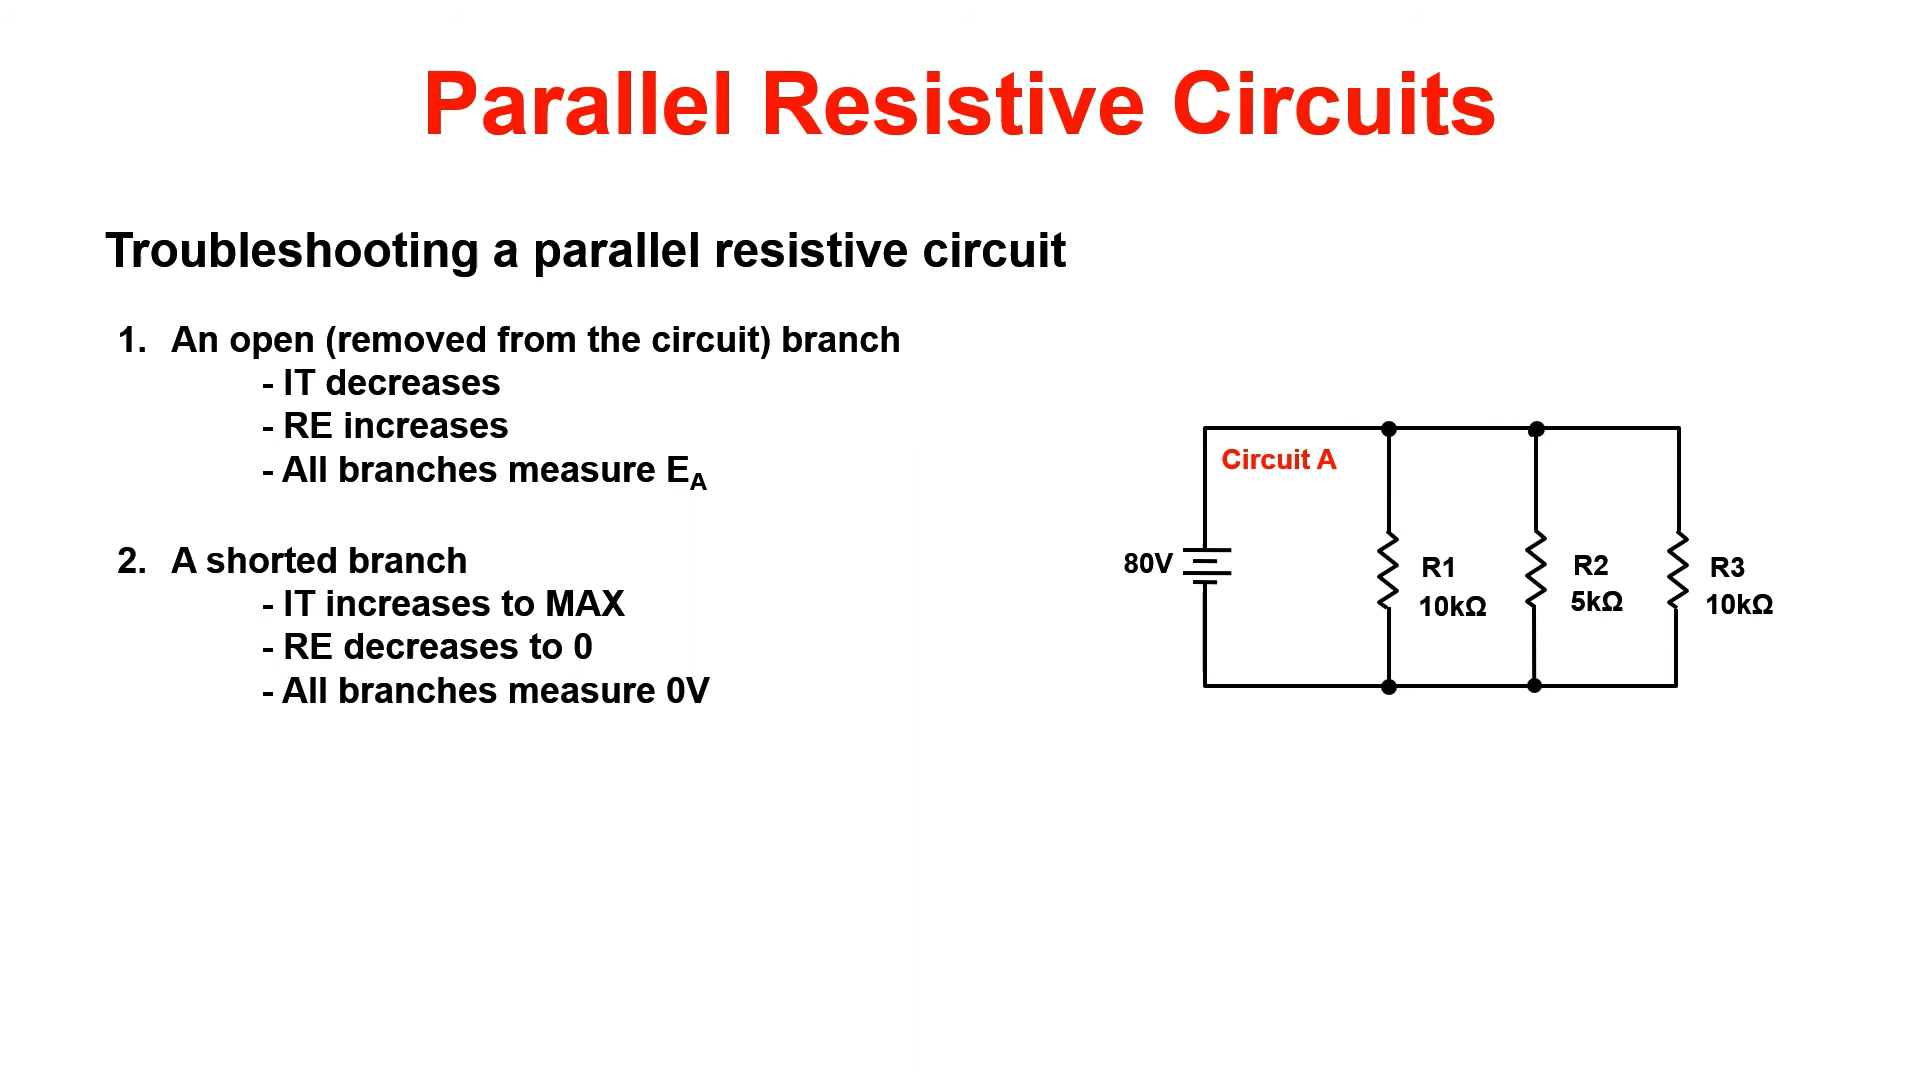 Parallel Resistive Circuits
Troubleshooting a parallel resistive circuit
1. An open (removed from the circuit) branch
- IT decreases
- RE increases
- All branches measure EA
2. A shorted branch
- IT increases to MAX
- RE decreases to 0
- All branches measure 0V
Circuit A
80V
R1
10kΩ
R2
5kΩ
R3
10kΩ